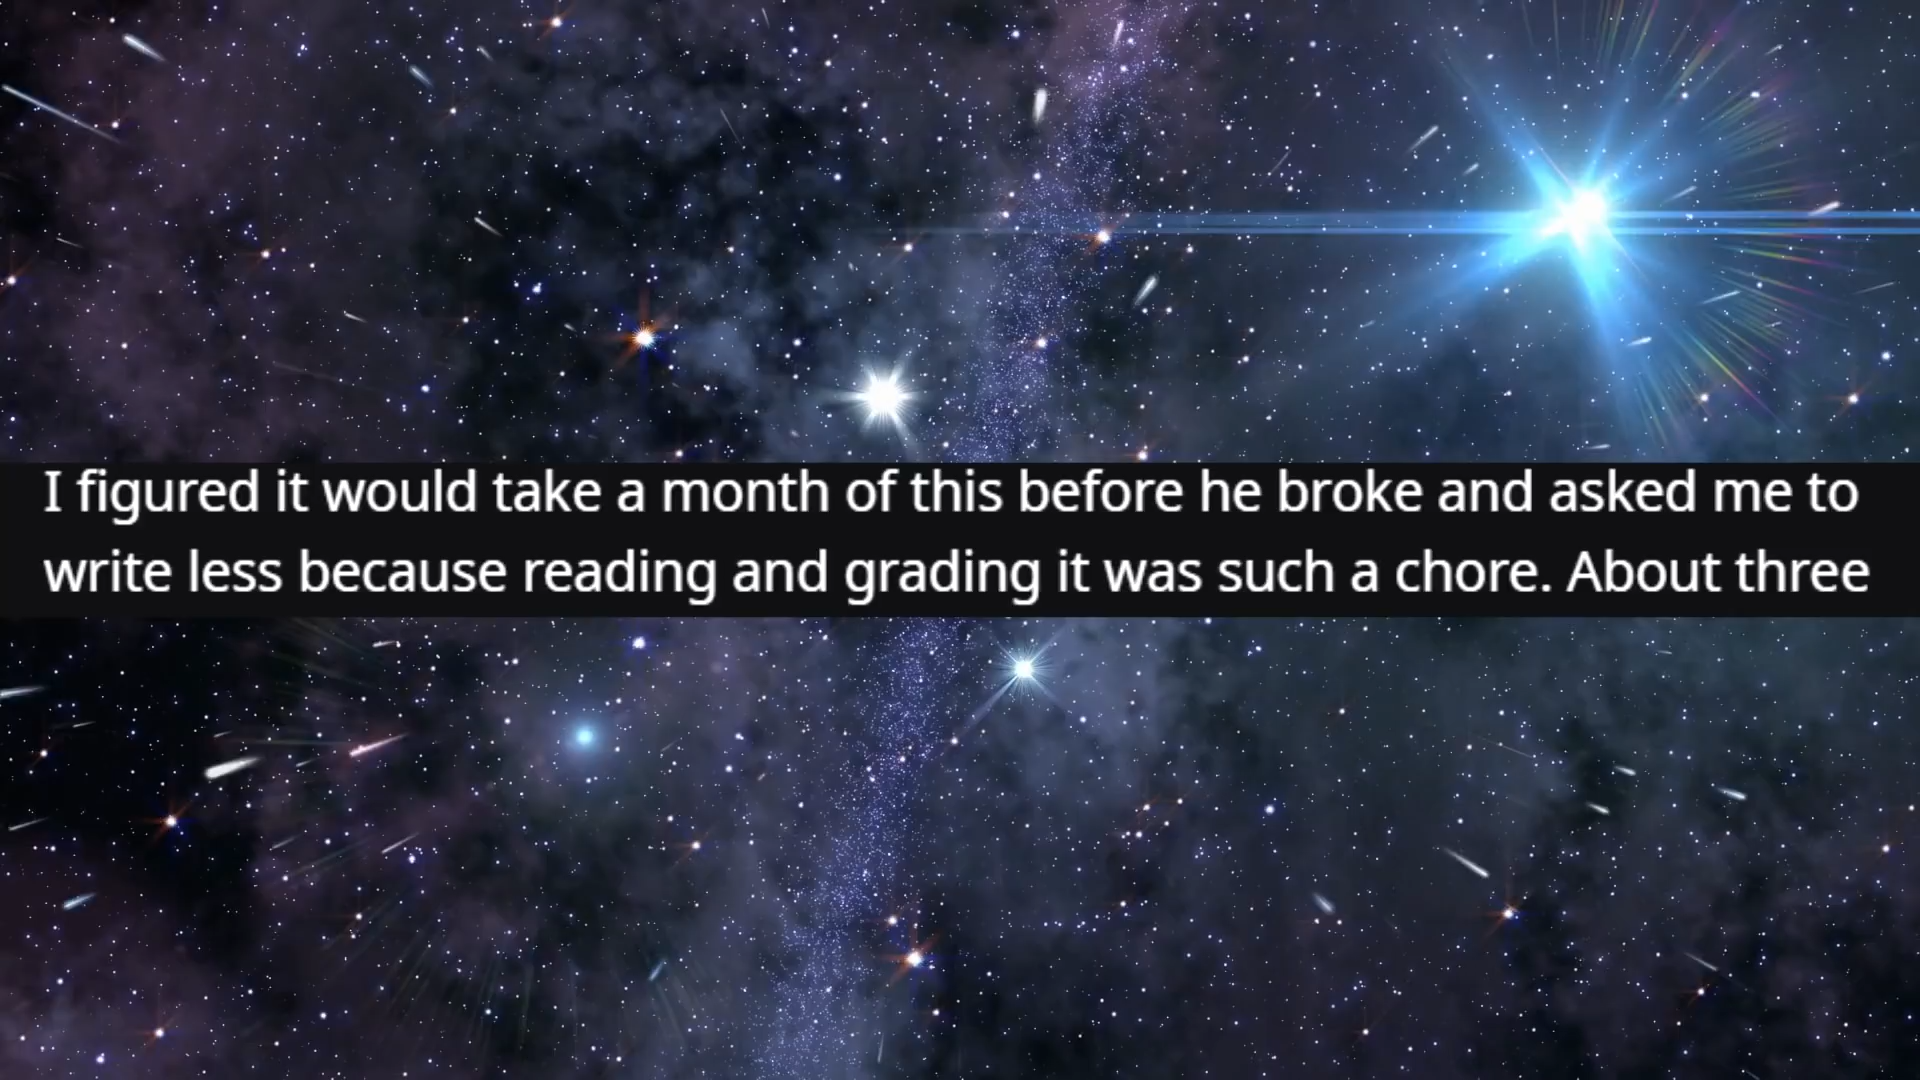 I figured it would take a month of this before he broke and asked me to
write less because reading and grading it was such a chore. About three